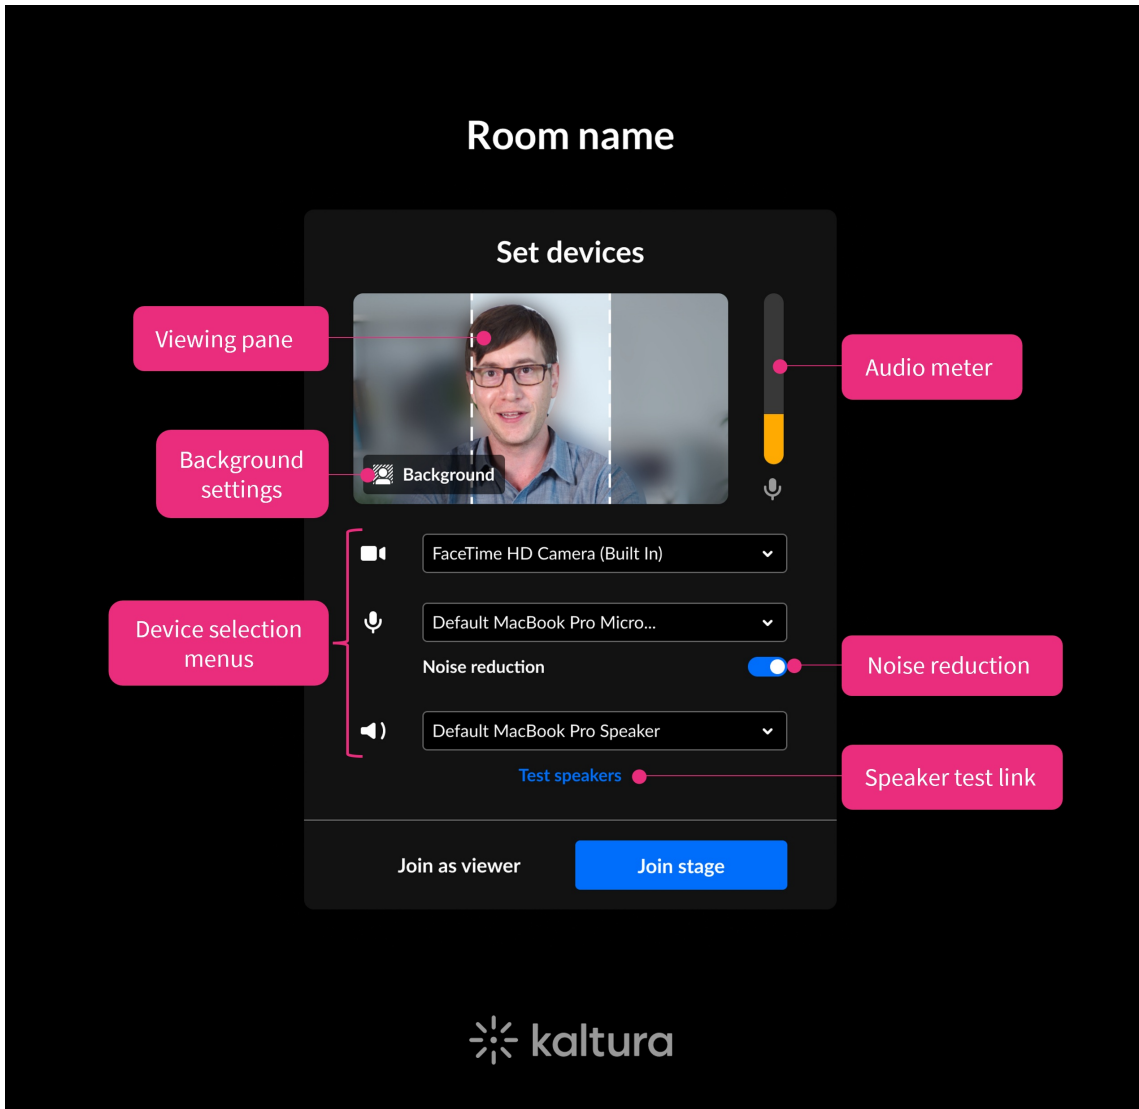 Room name
Set devices
Viewing pane
Audio meter
Background
settings
Background
FaceTime HD Camera (Built In)
Device selection
menus
Default MacBook Pro Micro...
Noise reduction
Noise reduction
Default MacBook Pro Speaker
Test speakers
Speaker test link
Join as viewer
Join stage
kaltura